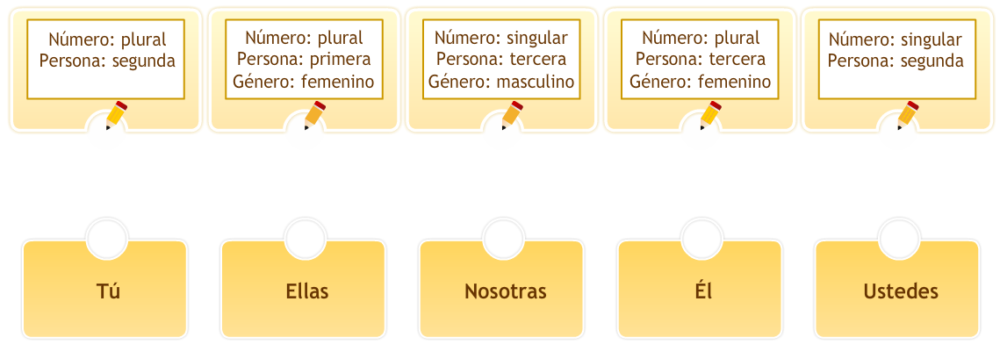 Número: plural
Persona: segunda
Número: plural
Persona: primera
Género: femenino
Número: singular
Persona: tercera
Género: masculino
Número: plural
Persona: tercera
Género: femenino
Número: singular
Persona: segunda
Tú
Ellas
Nosotras
Él
Ustedes